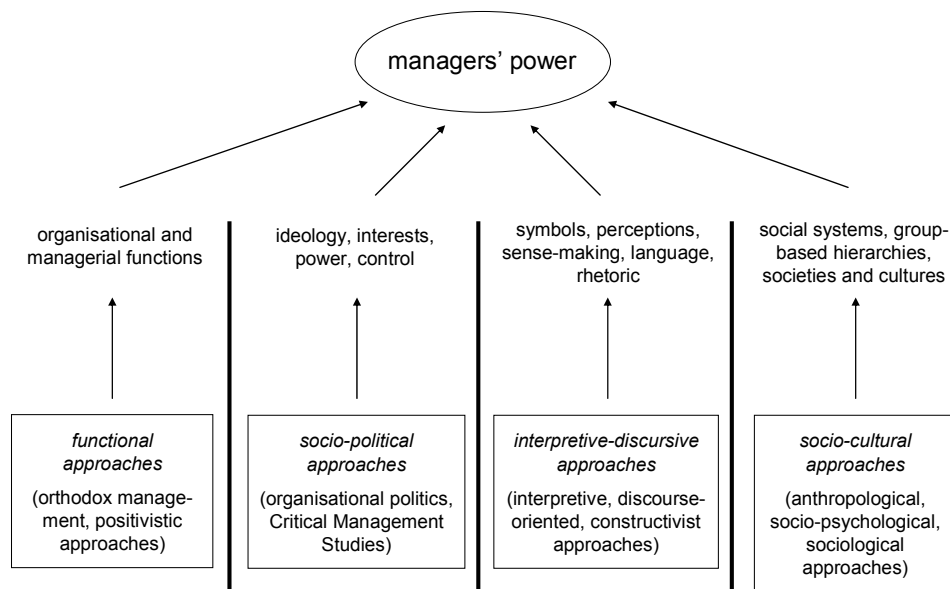 managers’ power
organisational and
managerial functions
ideology, interests,
power, control
symbols, perceptions,
sense-making, language,
rhetoric
social systems, group-
based hierarchies,
societies and cultures
functional
approaches
(orthodox manage-
ment, positivistic
approaches)
socio-political
approaches
(organisational politics,
Critical Management
Studies)
interpretive-discursive
approaches
(interpretive, discourse-
oriented, constructivist
approaches)
socio-cultural
approaches
(anthropological,
socio-psychological,
sociological
approaches)